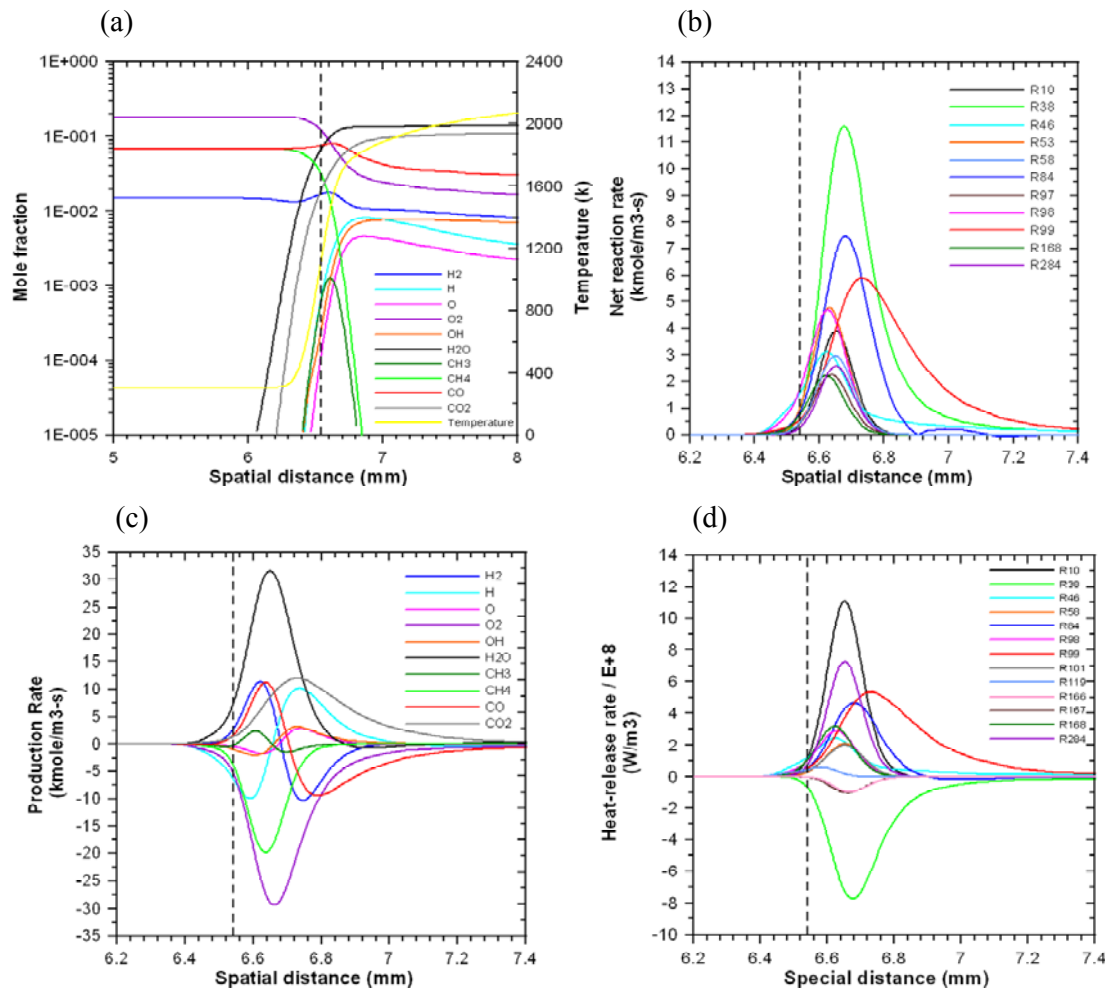 (a)
(b)
1E+000
1E-001
1E-002
1E-003
1E-004
1E-005
Mole fraction
2400
2000
1600
1200
800
400
0
Temperature (k)
H2
H
O
O2
OH
H2O
CH3
CH4
CO
CO2
Temperature
5
6
7
8
Spatial distance (mm)
14
13
12
11
10
9
8
7
6
5
4
3
2
1
0
Net reaction rate
(kmole/m3-s)
R10
R38
R46
R53
R58
R84
R97
R98
R99
R168
R284
6.2
6.4
6.6
6.8
7
7.2
7.4
Spatial distance (mm)
(c)
(d)
35
30
25
20
15
10
5
0
-5
-10
-15
-20
-25
-30
-35
Production Rate
(kmole/m3-s)
H2
H
O
O2
OH
H2O
CH3
CH4
CO
CO2
6.2
6.4
6.6
6.8
7
7.2
7.4
Spatial distance (mm)
14
12
10
8
6
4
2
0
-2
-4
-6
-8
-10
Heat-release rate / E+8
(W/m3)
R10
R46
R58
R84
R98
R99
R101
R119
R166
R167
R168
R284
6.2
6.4
6.6
6.8
7
7.2
7.4
Special distance (mm)